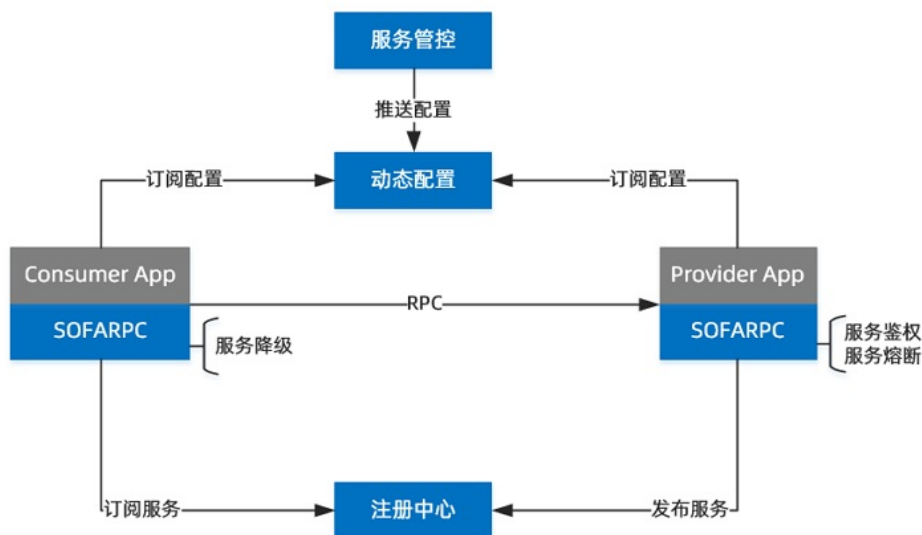 服务管控
推送配置
订阅配置
动态配置
订阅配置
Consumer App
Provider App
RPC
SOFARPC
服务降级
SOFARPC
服务鉴权
服务熔断
订阅服务
注册中心
发布服务